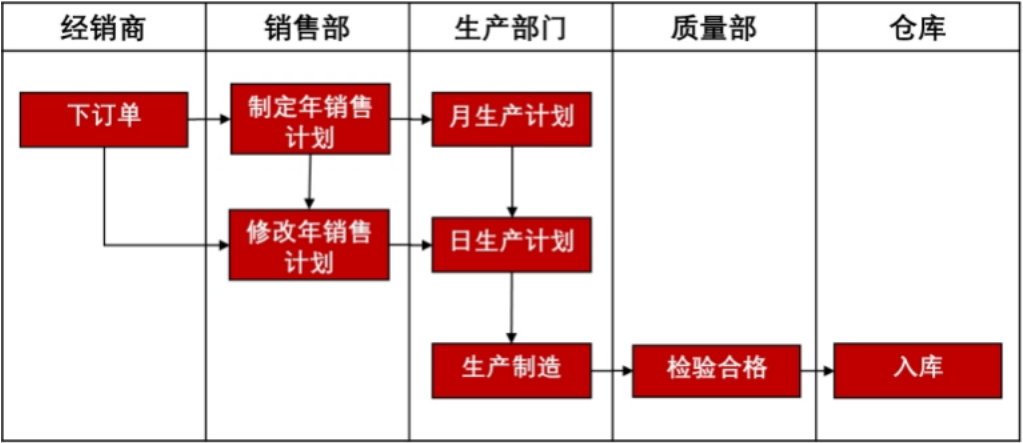 经销商
销售部
生产部门
质量部
仓库
下订单
制定年销售
计划
月生产计划
修改年销售
计划
日生产计划
生产制造
检验合格
入库